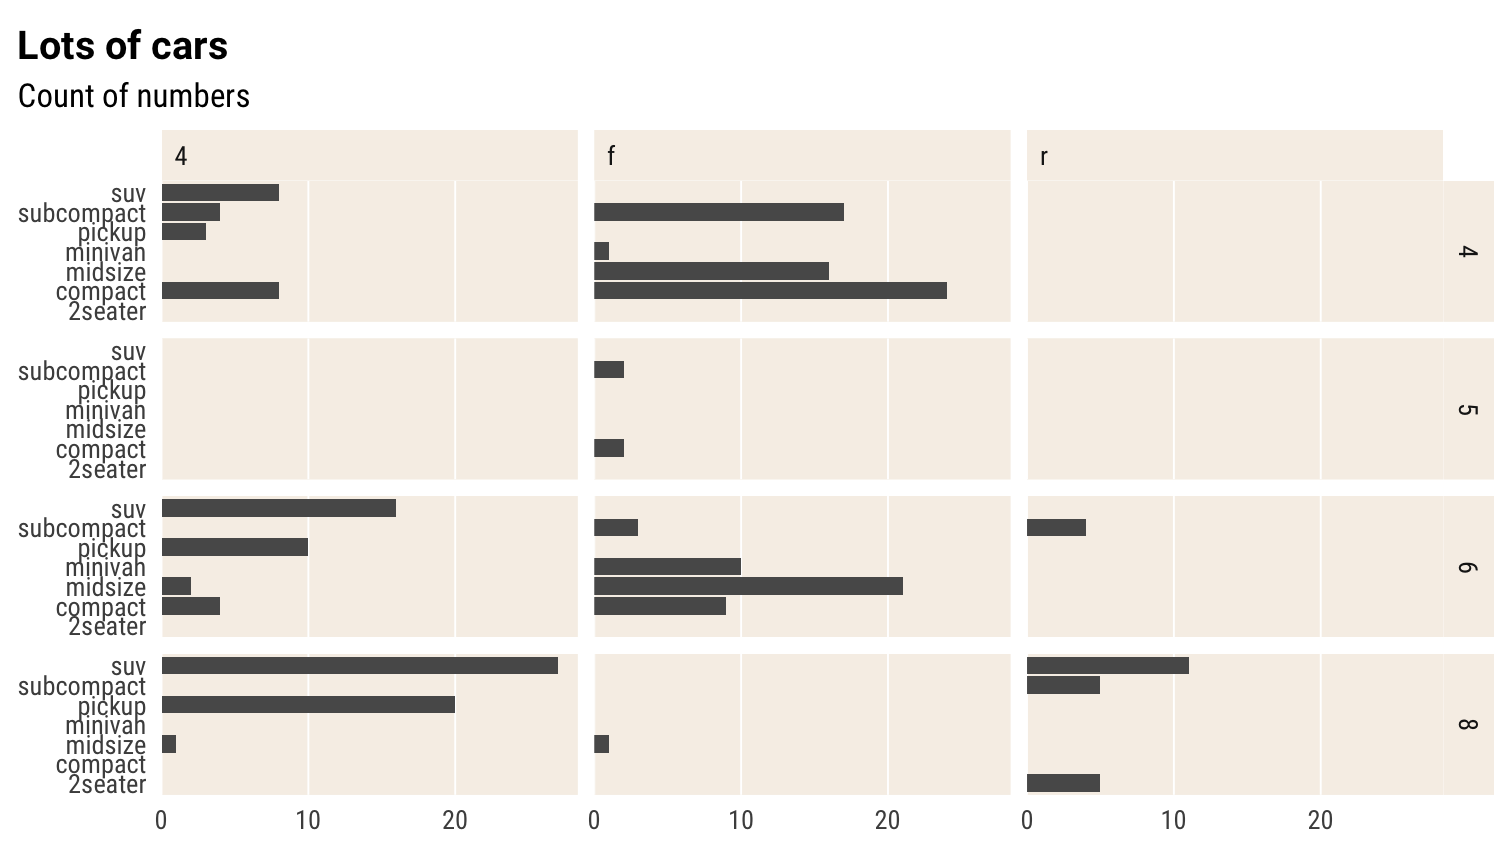 Lots of cars
Count of numbers
4
f
r
suv
subcompact
pickup
minivan
midsize
compact
2seater
4
suv
subcompact
pickup
minivan
midsize
compact
2seater
5
suv
subcompact
pickup
minivan
midsize
compact
2seater
6
suv
subcompact
pickup
minivan
midsize
compact
2seater
8
0 10 20 0 10 20 0 10 20